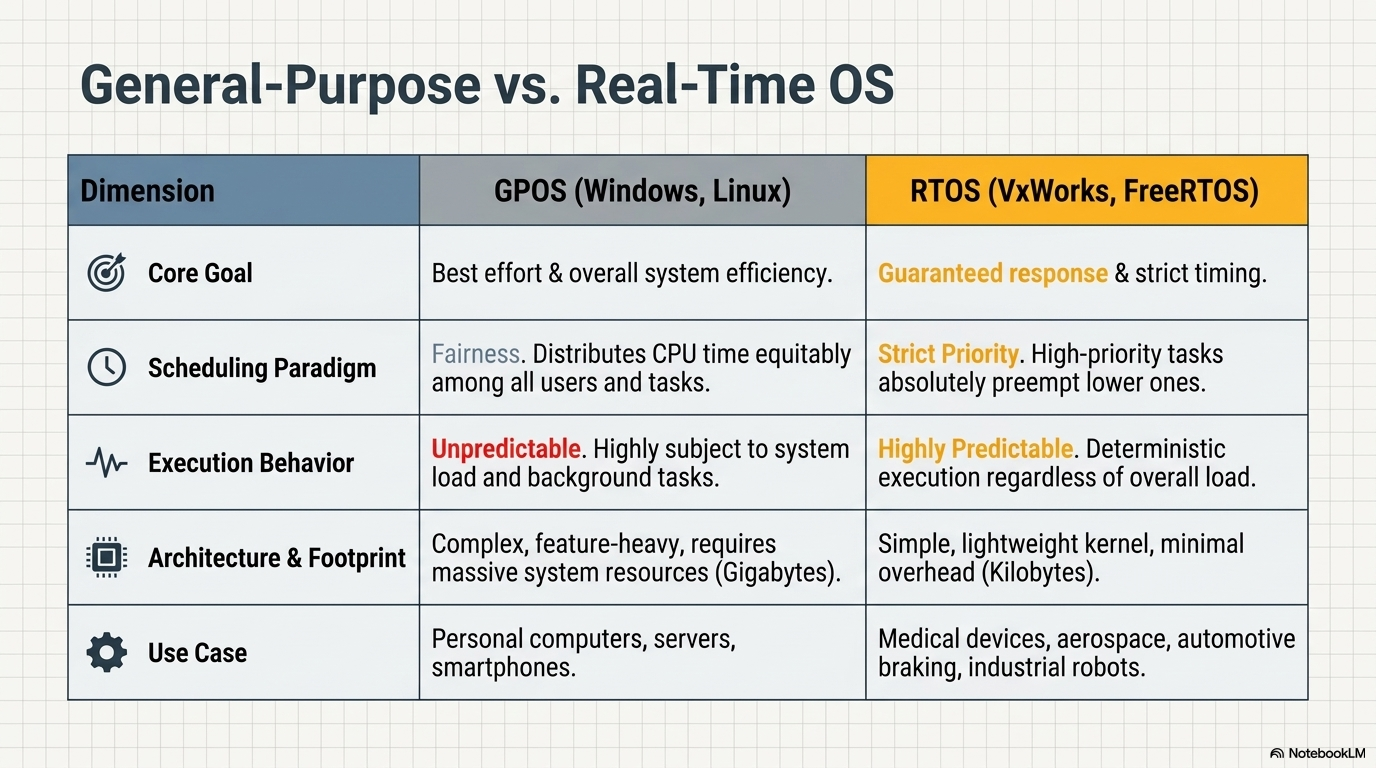 General-Purpose vs. Real-Time OS
Dimension
GPOS (Windows, Linux)
RTOS (VxWorks, FreeRTOS)
Core Goal
Best effort & overall system efficiency.
Guaranteed response & strict timing.
Scheduling Paradigm
Fairness. Distributes CPU time equitably
among all users and tasks.
Strict Priority. High-priority tasks
absolutely preempt lower ones.
Execution Behavior
Unpredictable. Highly subject to system
load and background tasks.
Highly Predictable. Deterministic
execution regardless of overall load.
Architecture & Footprint
Complex, feature-heavy, requires
massive system resources (Gigabytes).
Simple, lightweight kernel, minimal
overhead (Kilobytes).
Use Case
Personal computers, servers,
smartphones.
Medical devices, aerospace, automotive
braking, industrial robots.
NotebookLM